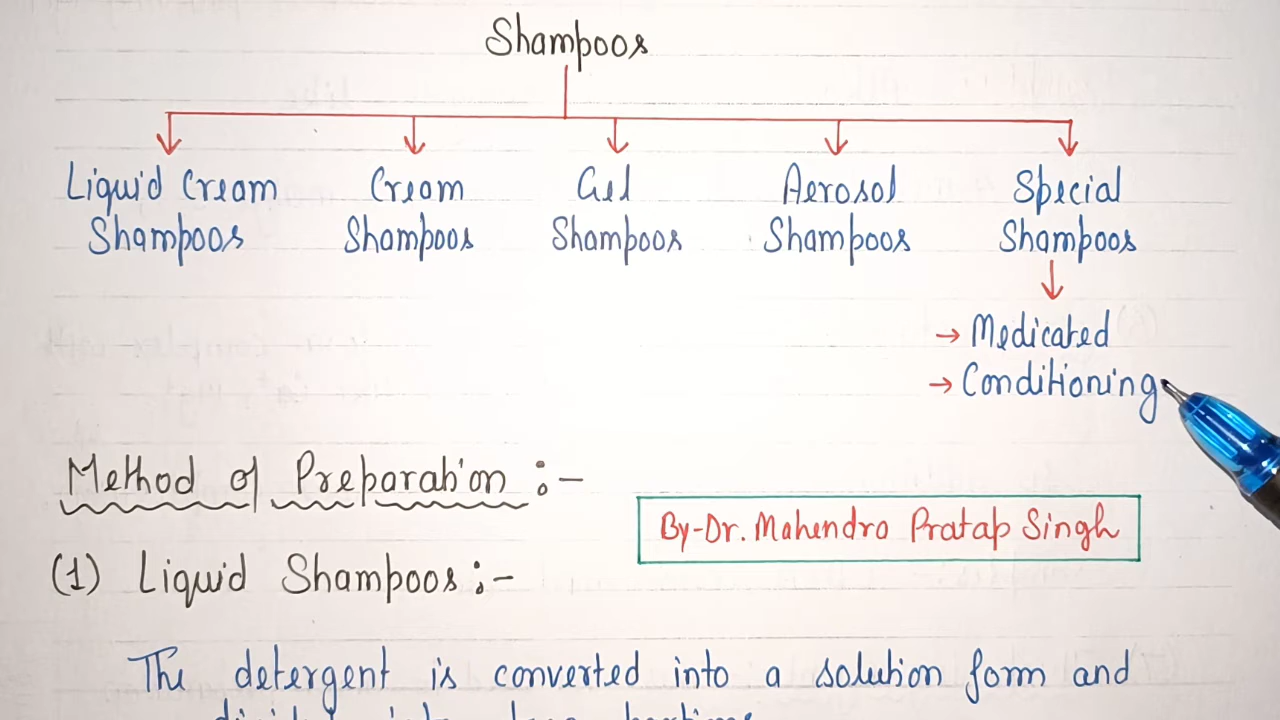 Shampoos
Liquid Cream Shampoos
Cream Shampoos
Gel Shampoos
Aerosol Shampoos
Special Shampoos
→ Medicated
→ Conditioning
Method of Preparation :-
By-Dr. Mahendra Pratap Singh
(1) Liquid Shampoos :-
The detergent is converted into a solution form and